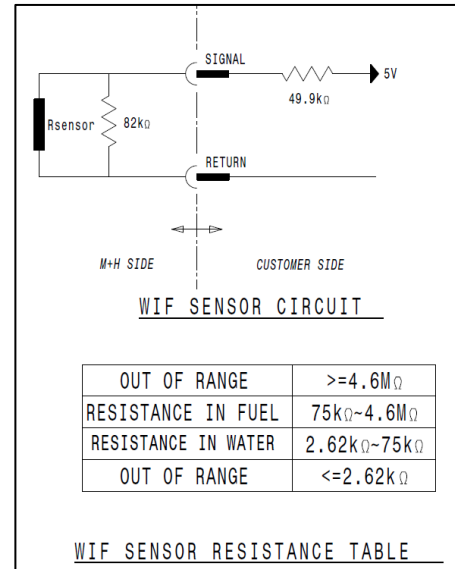 SIGNAL
5V
49.9kΩ
Rsensor
82kΩ
RETURN
M+H SIDE
CUSTOMER SIDE
WIF SENSOR CIRCUIT
OUT OF RANGE >=4.6MΩ
RESISTANCE IN FUEL 75kΩ~4.6MΩ
RESISTANCE IN WATER 2.62kΩ~75kΩ
OUT OF RANGE <=2.62kΩ
WIF SENSOR RESISTANCE TABLE